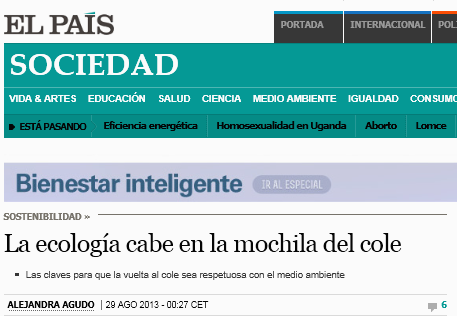 EL PAÍS
PORTADA INTERNACIONAL POL
SOCIEDAD
VIDA & ARTES EDUCACIÓN SALUD CIENCIA MEDIO AMBIENTE IGUALDAD CONSUMO
ESTÁ PASANDO Eficiencia energética Homosexualidad en Uganda Aborto Lomce
Bienestar inteligente IR AL ESPECIAL
SOSTENIBILIDAD »
La ecología cabe en la mochila del cole
Las claves para que la vuelta al cole sea respetuosa con el medio ambiente
ALEJANDRA AGUDO | 29 AGO 2013 - 00:27 CET 6